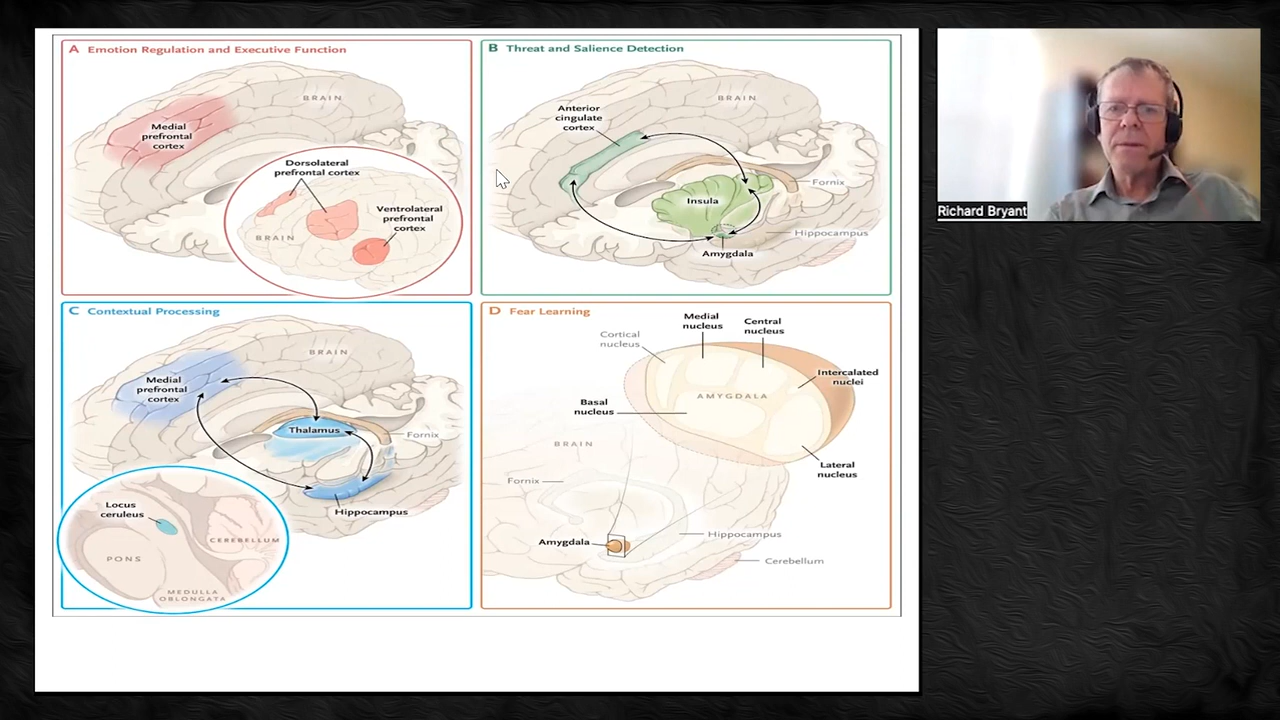 A Emotion Regulation and Executive Function
BRAIN
Medial
prefrontal
cortex
Dorsolateral
prefrontal cortex
Ventrolateral
prefrontal
cortex
BRAIN
B Threat and Salience Detection
BRAIN
Anterior
cingulate
cortex
Fornix
Insula
Hippocampus
Amygdala
C Contextual Processing
BRAIN
Medial
prefrontal
cortex
Thalamus
Fornix
Hippocampus
Locus
ceruleus
CEREBELLUM
PONS
MEDULLA
OBLONGATA
D Fear Learning
Medial
nucleus
Central
nucleus
Cortical
nucleus
Intercalated
nuclei
AMYGDALA
Basal
nucleus
BRAIN
Lateral
nucleus
Fornix
Hippocampus
Amygdala
Cerebellum
Richard Bryant